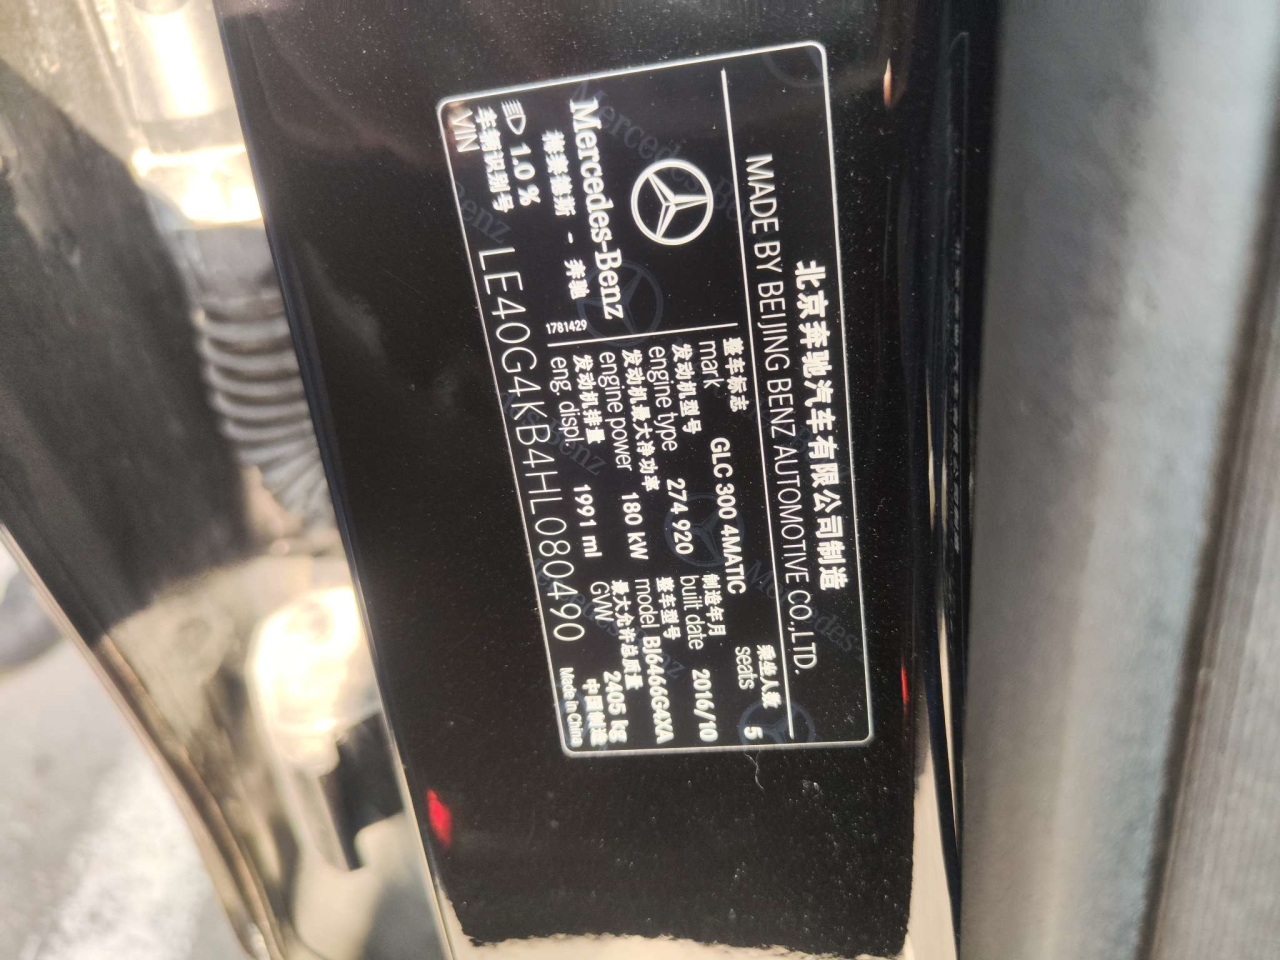 北京奔驰汽车有限公司制造
MADE BY BEIJING BENZ AUTOMOTIVE CO.,LTD.
乘坐人数
seats 5
整车标志
mark GLC 300 4MATIC
制造年月
built date 2016/10
发动机型号
engine type 274 920
整车型号
model BJ6466G4XA
发动机最大净功率
engine power 180 kW
最大允许总质量
GVW 2405 kg
发动机排量
eng. displ. 1991 ml
中国制造
Made in China
Mercedes-Benz
梅赛德斯 - 奔驰
1781429
1.0 %
车辆识别号
VIN LE40G4KB4HL080490